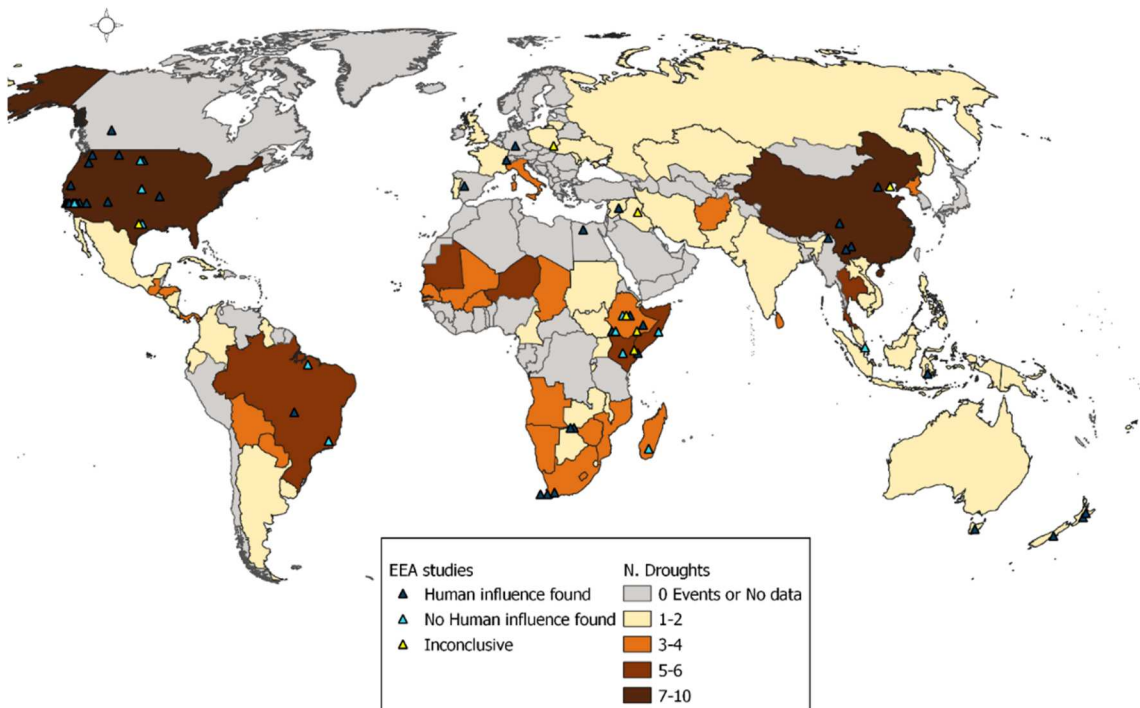 EEA studies
Human influence found
No Human influence found
Inconclusive
N. Droughts
0 Events or No data
1-2
3-4
5-6
7-10